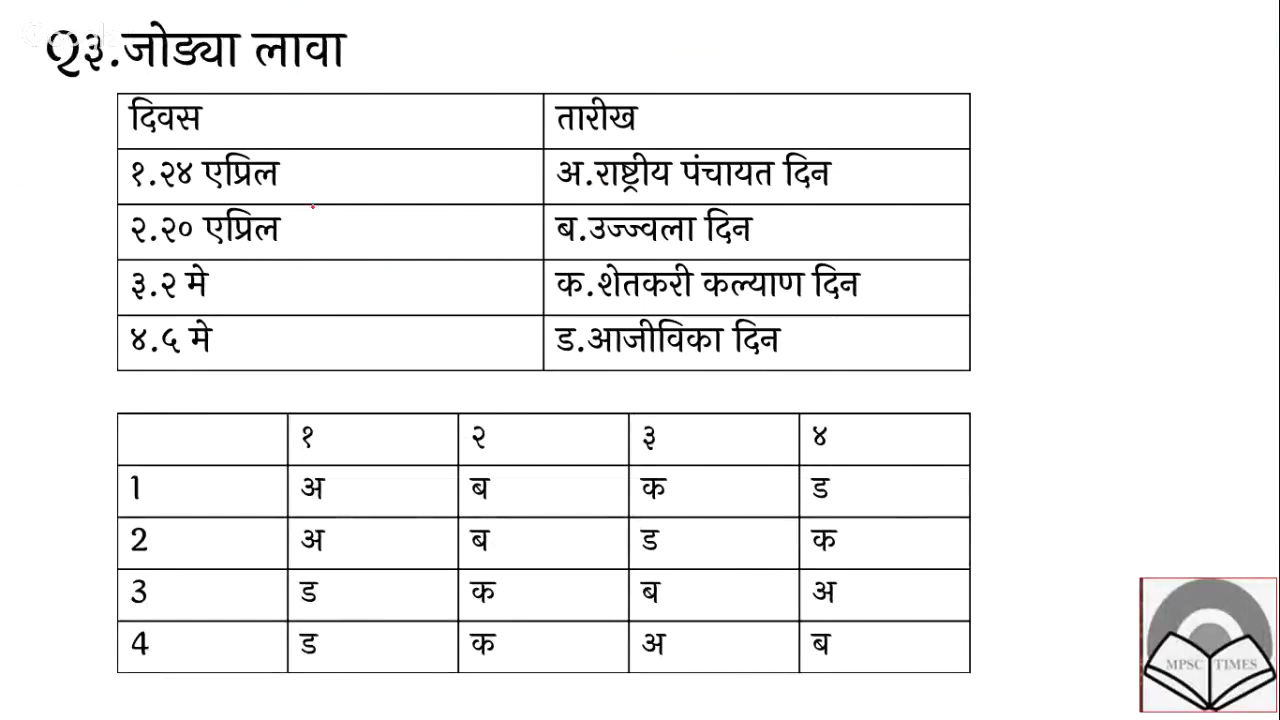 Q३.जोड्या लावा
दिवस तारीख
१.२४ एप्रिल अ.राष्ट्रीय पंचायत दिन
२.२० एप्रिल ब.उज्ज्वला दिन
३.२ मे क.शेतकरी कल्याण दिन
४.५ मे ड.आजीविका दिन
१ २ ३ ४
1 अ ब क ड
2 अ ब ड क
3 ड क ब अ
4 ड क अ ब
MPSC TIMES